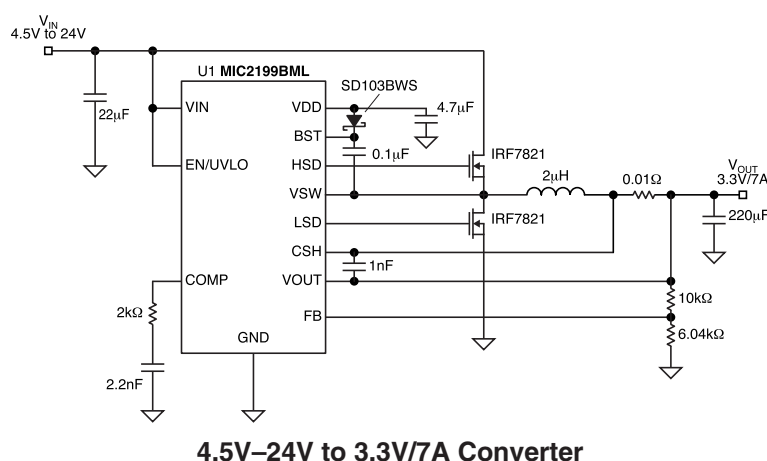 VIN
4.5V to 24V
U1 MIC2199BML
SD103BWS
22µF
VIN
EN/UVLO
COMP
GND
VDD
BST
HSD
VSW
LSD
CSH
VOUT
FB
4.7µF
0.1µF
IRF7821
2µH
0.01Ω
VOUT
3.3V/7A
IRF7821
220µF
1nF
10kΩ
6.04kΩ
2kΩ
2.2nF
4.5V–24V to 3.3V/7A Converter